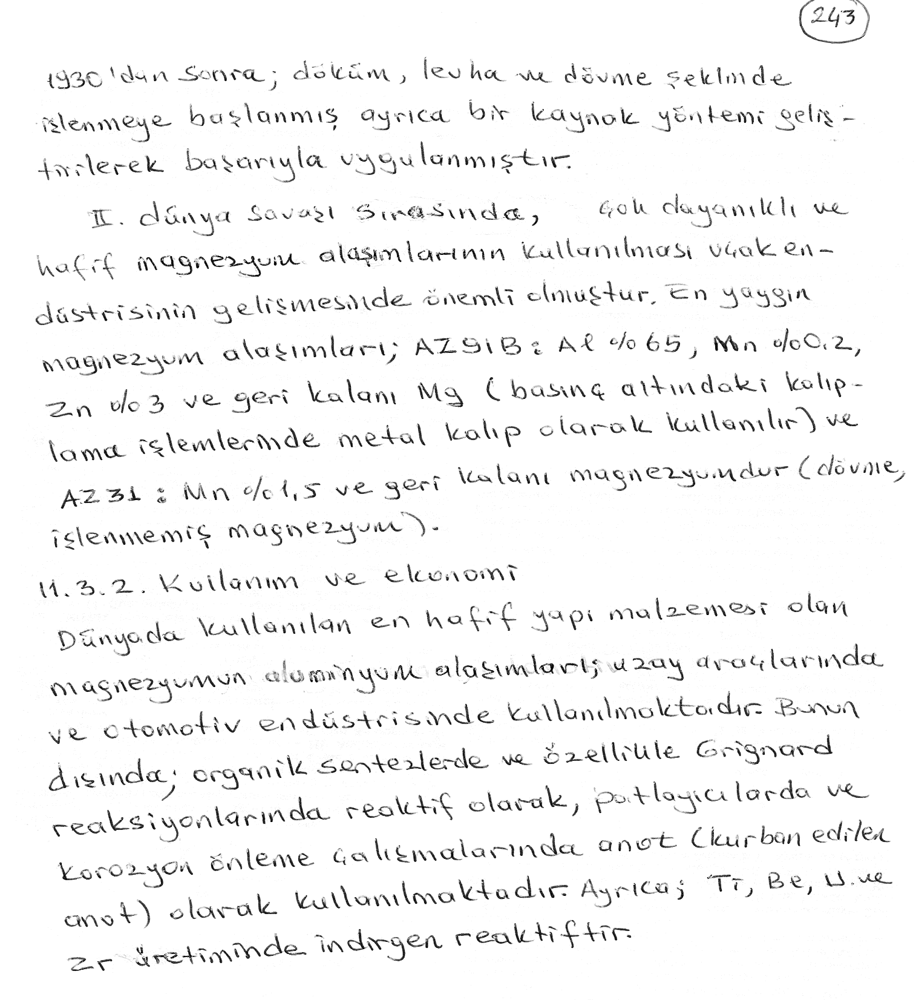 243
1930'dan sonra; döküm, levha ve dövme şeklinde
işlenmeye başlanmış ayrıca bir kaynak yöntemi geliş-
tirilerek başarıyla uygulanmıştır.
II. dünya savaşı sırasında, çok dayanıklı ve
hafif magnezyum alaşımlarının kullanılması uçak en-
düstrisinin gelişmesinde önemli olmuştur. En yaygın
magnezyum alaşımları; AZ91B: Al %65, Mn %0.2,
Zn %3 ve geri kalanı Mg (basınç altındaki kalıp-
lama işlemlerinde metal kalıp olarak kullanılır) ve
AZ31: Mn %1,5 ve geri kalanı magnezyumdur (dövme,
işlenmemiş magnezyum).
11.3.2. Kullanım ve ekonomi
Dünyada kullanılan en hafif yapı malzemesi olan
magnezyumun aluminyum alaşımları; uzay araçlarında
ve otomotiv endüstrisinde kullanılmaktadır. Bunun
dışında; organik sentezlerde ve özellikle Grignard
reaksiyonlarında reaktif olarak, patlayıcılarda ve
korozyon önleme çalışmalarında anot (kurban edilen
anot) olarak kullanılmaktadır. Ayrıca; Ti, Be, U ve
Zr üretiminde indirgen reaktiftir.